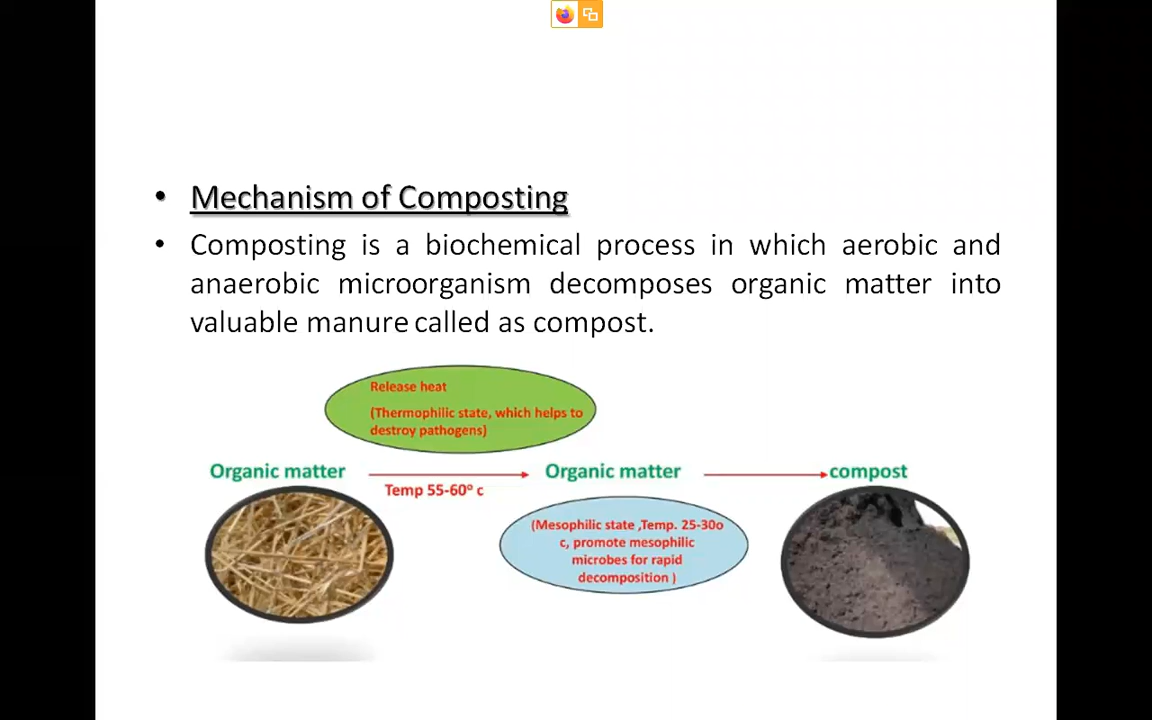 • Mechanism of Composting
• Composting is a biochemical process in which aerobic and
anaerobic microorganism decomposes organic matter into
valuable manure called as compost.
Release heat
(Thermophilic state, which helps to
destroy pathogens)
Organic matter
Temp 55-60° c
Organic matter
compost
(Mesophilic state ,Temp. 25-30o
c, promote mesophilic
microbes for rapid
decomposition )